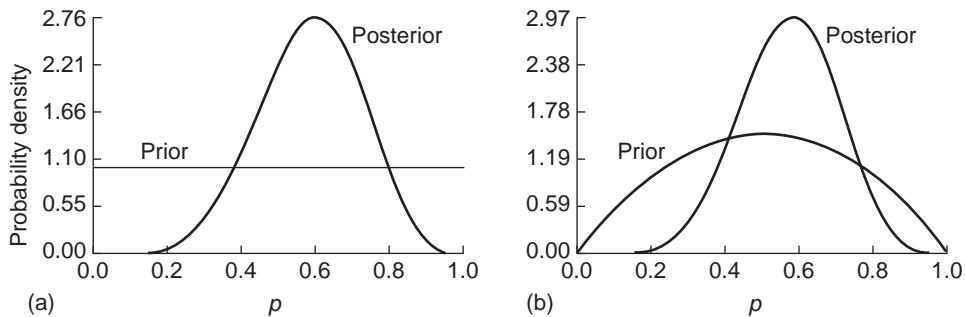 2.76
2.21
1.66
1.10
0.55
0.00
Probability density
Posterior
Prior
0.0 0.2 0.4 0.6 0.8 1.0
(a)
p
2.97
2.38
1.78
1.19
0.59
0.00
Posterior
Prior
0.0 0.2 0.4 0.6 0.8 1.0
(b)
p